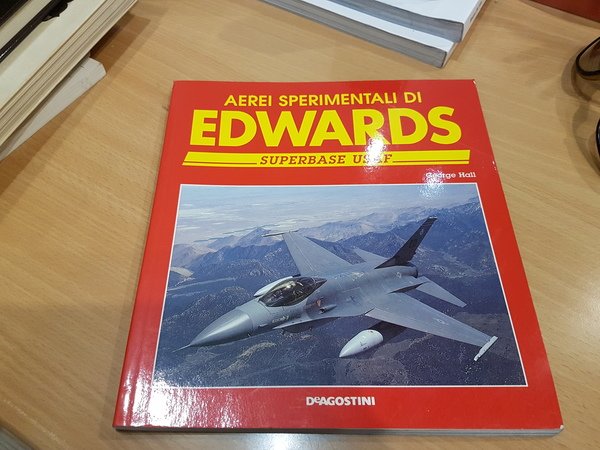 AEREI SPERIMENTALI DI
EDWARDS
SUPERBASE USAF
George Hall
DeAGOSTINI